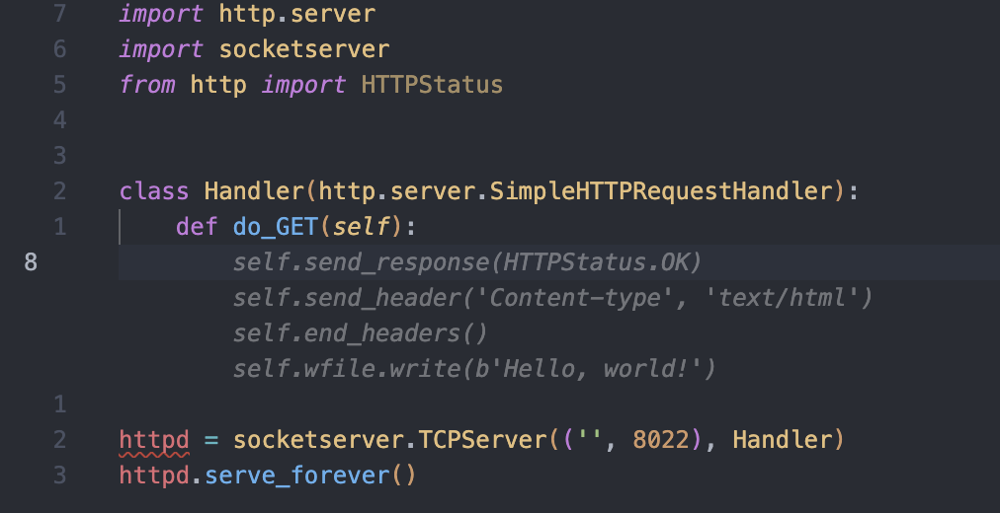 7 import http.server
6 import socketserver
5 from http import HTTPStatus
4
3
2 class Handler(http.server.SimpleHTTPRequestHandler):
1     def do_GET(self):
8         self.send_response(HTTPStatus.OK)
        self.send_header('Content-type', 'text/html')
        self.end_headers()
        self.wfile.write(b'Hello, world!')
1
2 httpd = socketserver.TCPServer(('', 8022), Handler)
3 httpd.serve_forever()